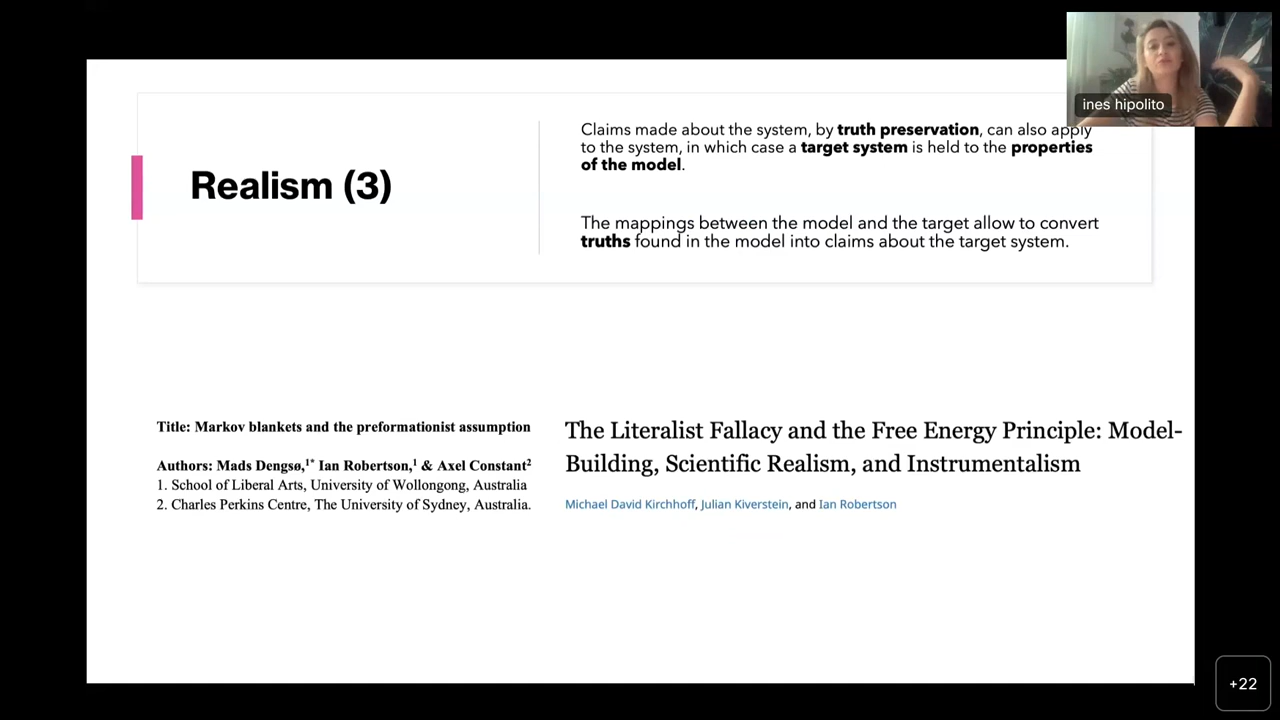 ines hipolito
Realism (3)
Claims made about the system, by truth preservation, can also apply
to the system, in which case a target system is held to the properties
of the model.
The mappings between the model and the target allow to convert
truths found in the model into claims about the target system.
Title: Markov blankets and the preformationist assumption
Authors: Mads Dengsø,¹* Ian Robertson,¹ & Axel Constant²
1. School of Liberal Arts, University of Wollongong, Australia
2. Charles Perkins Centre, The University of Sydney, Australia.
The Literalist Fallacy and the Free Energy Principle: Model-
Building, Scientific Realism, and Instrumentalism
Michael David Kirchhoff, Julian Kiverstein, and Ian Robertson
+22